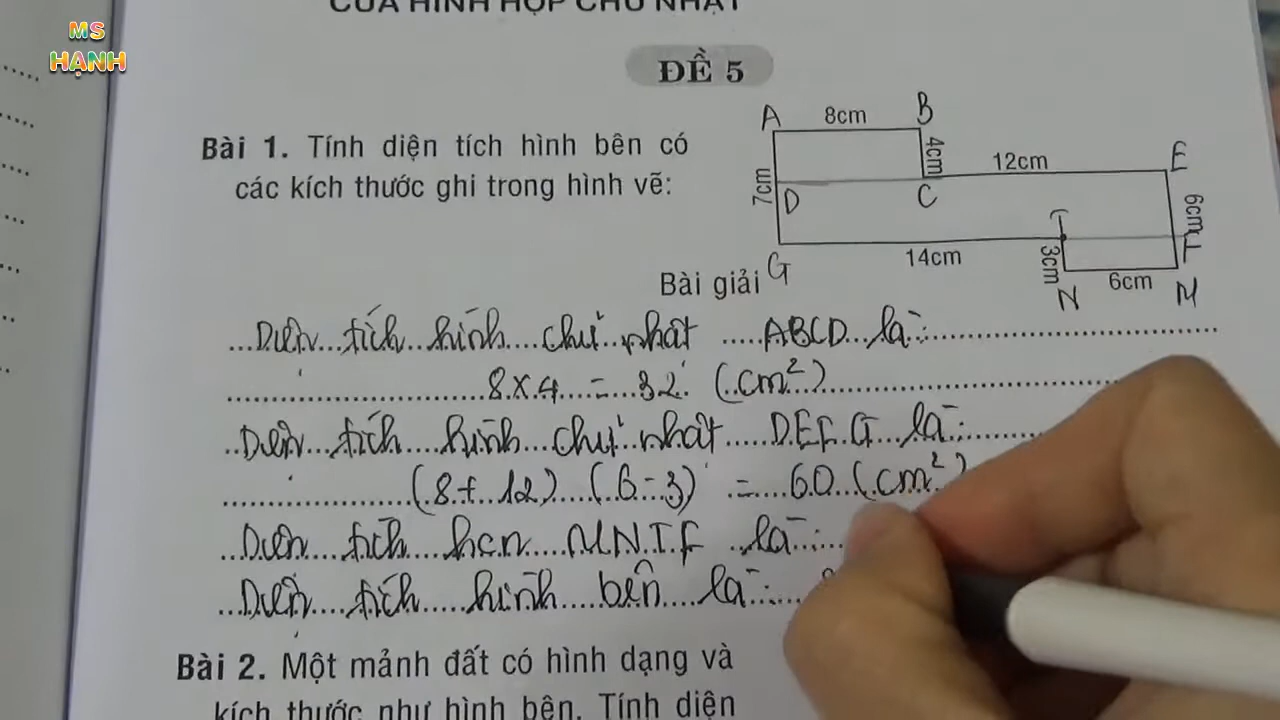 MS
HẠNH
CỦA HÌNH HỘP CHỮ NHẬT
ĐỀ 5
Bài 1. Tính diện tích hình bên có
các kích thước ghi trong hình vẽ:
A 8cm B
4cm 12cm E
7cm D C 6cm
I
G 14cm 3cm 6cm
N M
Bài giải
Diện tích hình chữ nhật ABCD là:
8 x 4 = 32 (cm²)
Diện tích hình chữ nhật DEFG là:
(8 + 12) (6 - 3) = 60 (cm²)
Diện tích hcn MNIF là:
Diện tích hình bên là:
Bài 2. Một mảnh đất có hình dạng và
kích thước như hình bên. Tính diện